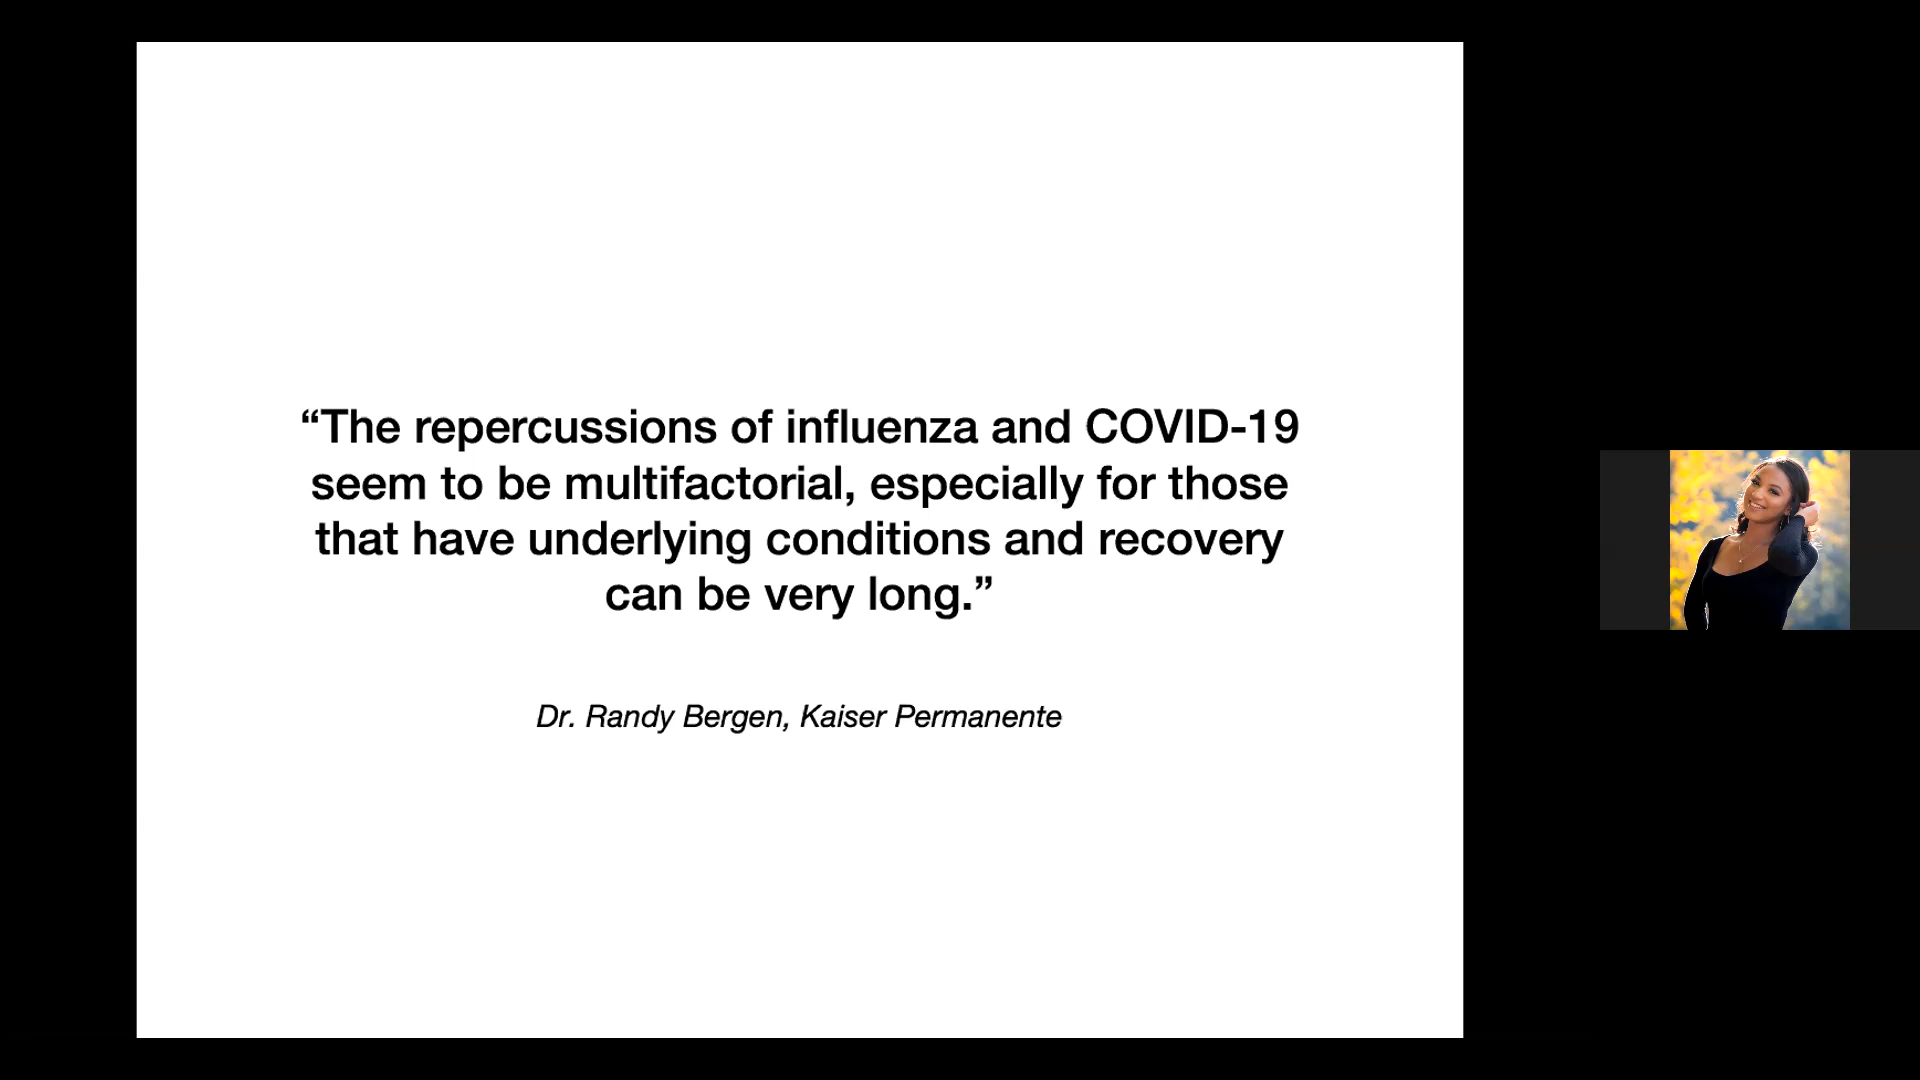 “The repercussions of influenza and COVID-19
seem to be multifactorial, especially for those
that have underlying conditions and recovery
can be very long.”
Dr. Randy Bergen, Kaiser Permanente